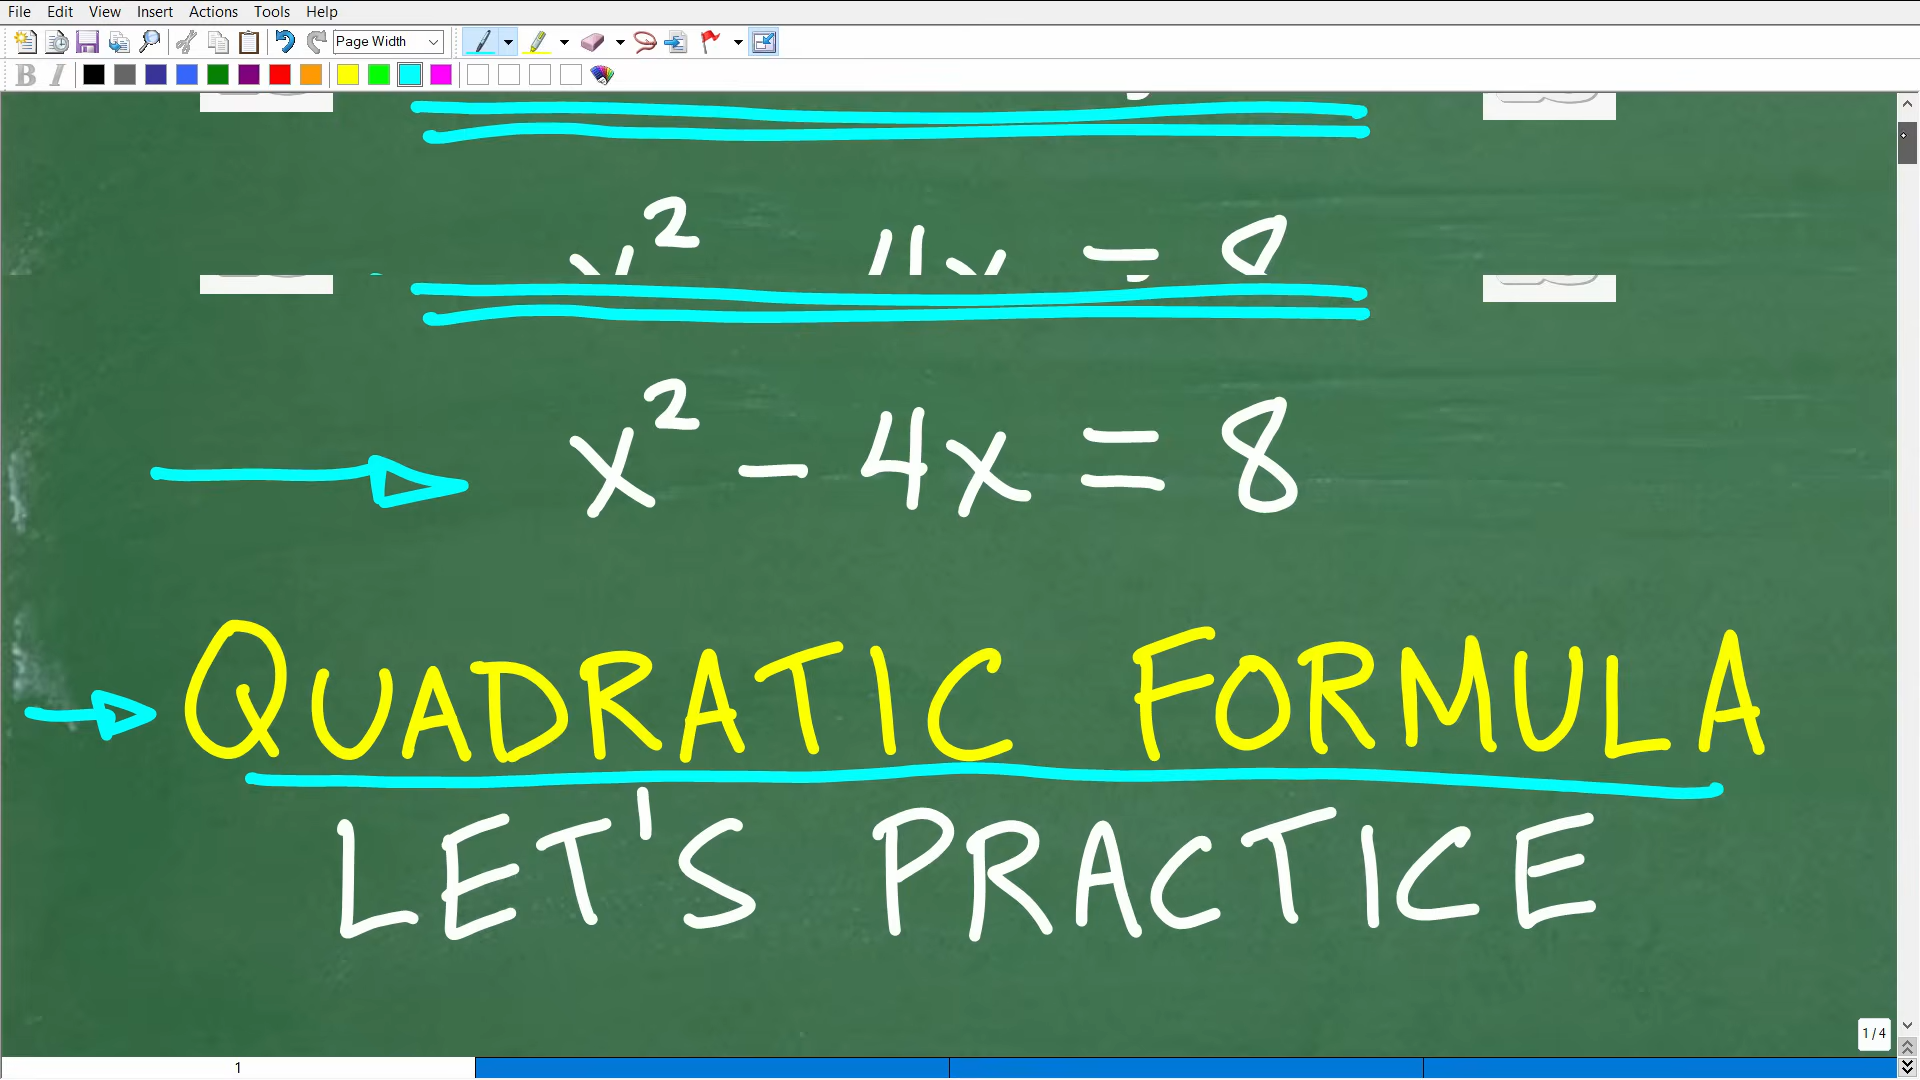 File Edit View Insert Actions Tools Help
Page Width
B I
x² - 4x = 8
QUADRATIC FORMULA
LET'S PRACTICE
1 / 4
1